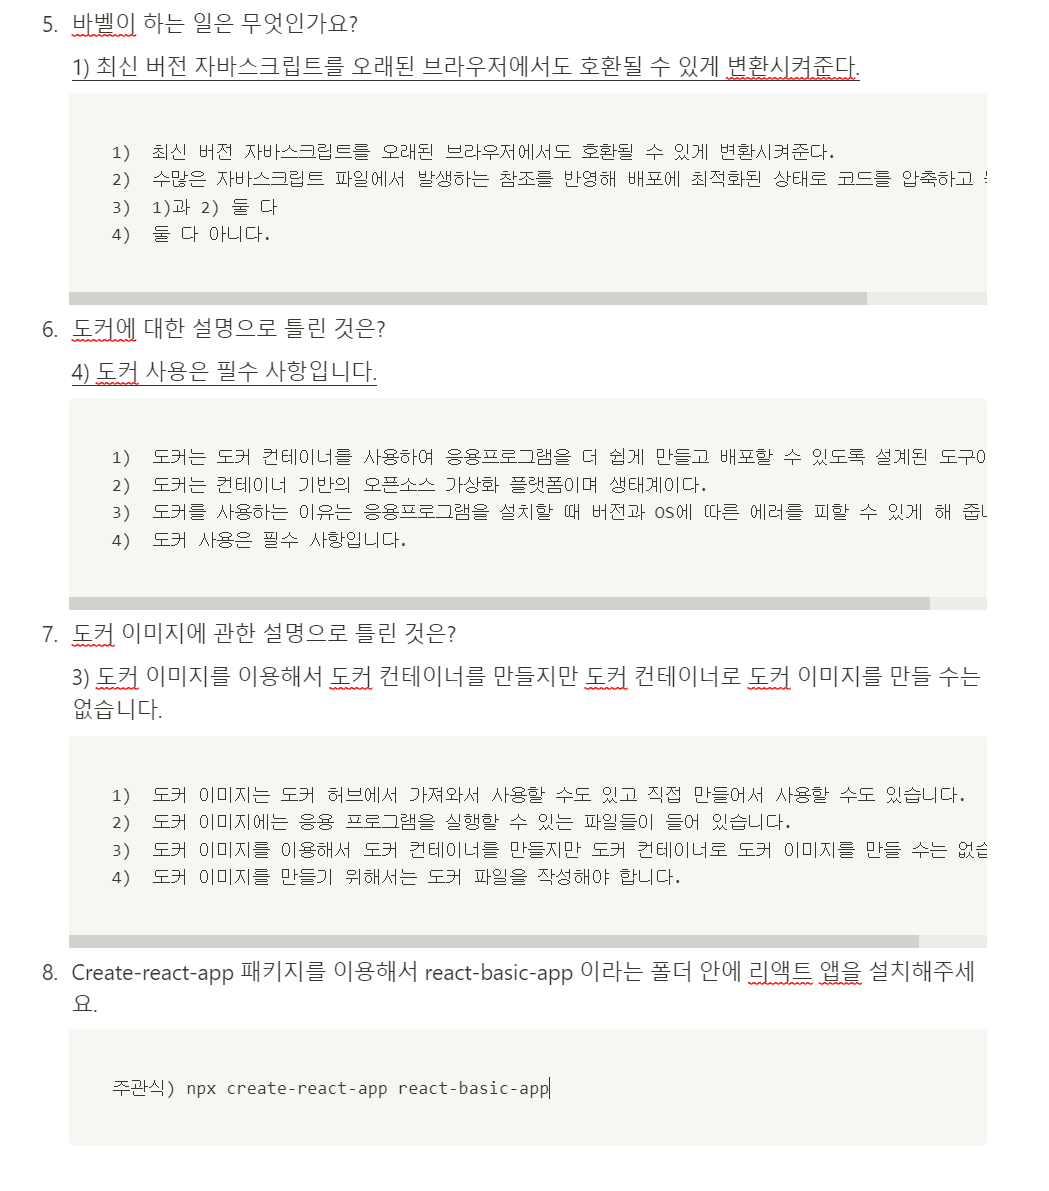 5. 바벨이 하는 일은 무엇인가요?
1) 최신 버전 자바스크립트를 오래된 브라우저에서도 호환될 수 있게 변환시켜준다.
1) 최신 버전 자바스크립트를 오래된 브라우저에서도 호환될 수 있게 변환시켜준다.
2) 수많은 자바스크립트 파일에서 발생하는 참조를 반영해 배포에 최적화된 상태로 코드를 압축하고
3) 1)과 2) 둘 다
4) 둘 다 아니다.
6. 도커에 대한 설명으로 틀린 것은?
4) 도커 사용은 필수 사항입니다.
1) 도커는 도커 컨테이너를 사용하여 응용프로그램을 더 쉽게 만들고 배포할 수 있도록 설계된
2) 도커는 컨테이너 기반의 오픈소스 가상화 플랫폼이며 생태계이다.
3) 도커를 사용하는 이유는 응용프로그램을 설치할 때 버전과 OS에 따른 에러를 피할 수 있게 해
4) 도커 사용은 필수 사항입니다.
7. 도커 이미지에 관한 설명으로 틀린 것은?
3) 도커 이미지를 이용해서 도커 컨테이너를 만들지만 도커 컨테이너로 도커 이미지를 만들 수는
없습니다.
1) 도커 이미지는 도커 허브에서 가져와서 사용할 수도 있고 직접 만들어서 사용할 수도 있습니다.
2) 도커 이미지에는 응용 프로그램을 실행할 수 있는 파일들이 들어 있습니다.
3) 도커 이미지를 이용해서 도커 컨테이너를 만들지만 도커 컨테이너로 도커 이미지를 만들 수는
4) 도커 이미지를 만들기 위해서는 도커 파일을 작성해야 합니다.
8. Create-react-app 패키지를 이용해서 react-basic-app 이라는 폴더 안에 리액트 앱을 설치해주세
요.
주관식) npx create-react-app react-basic-app